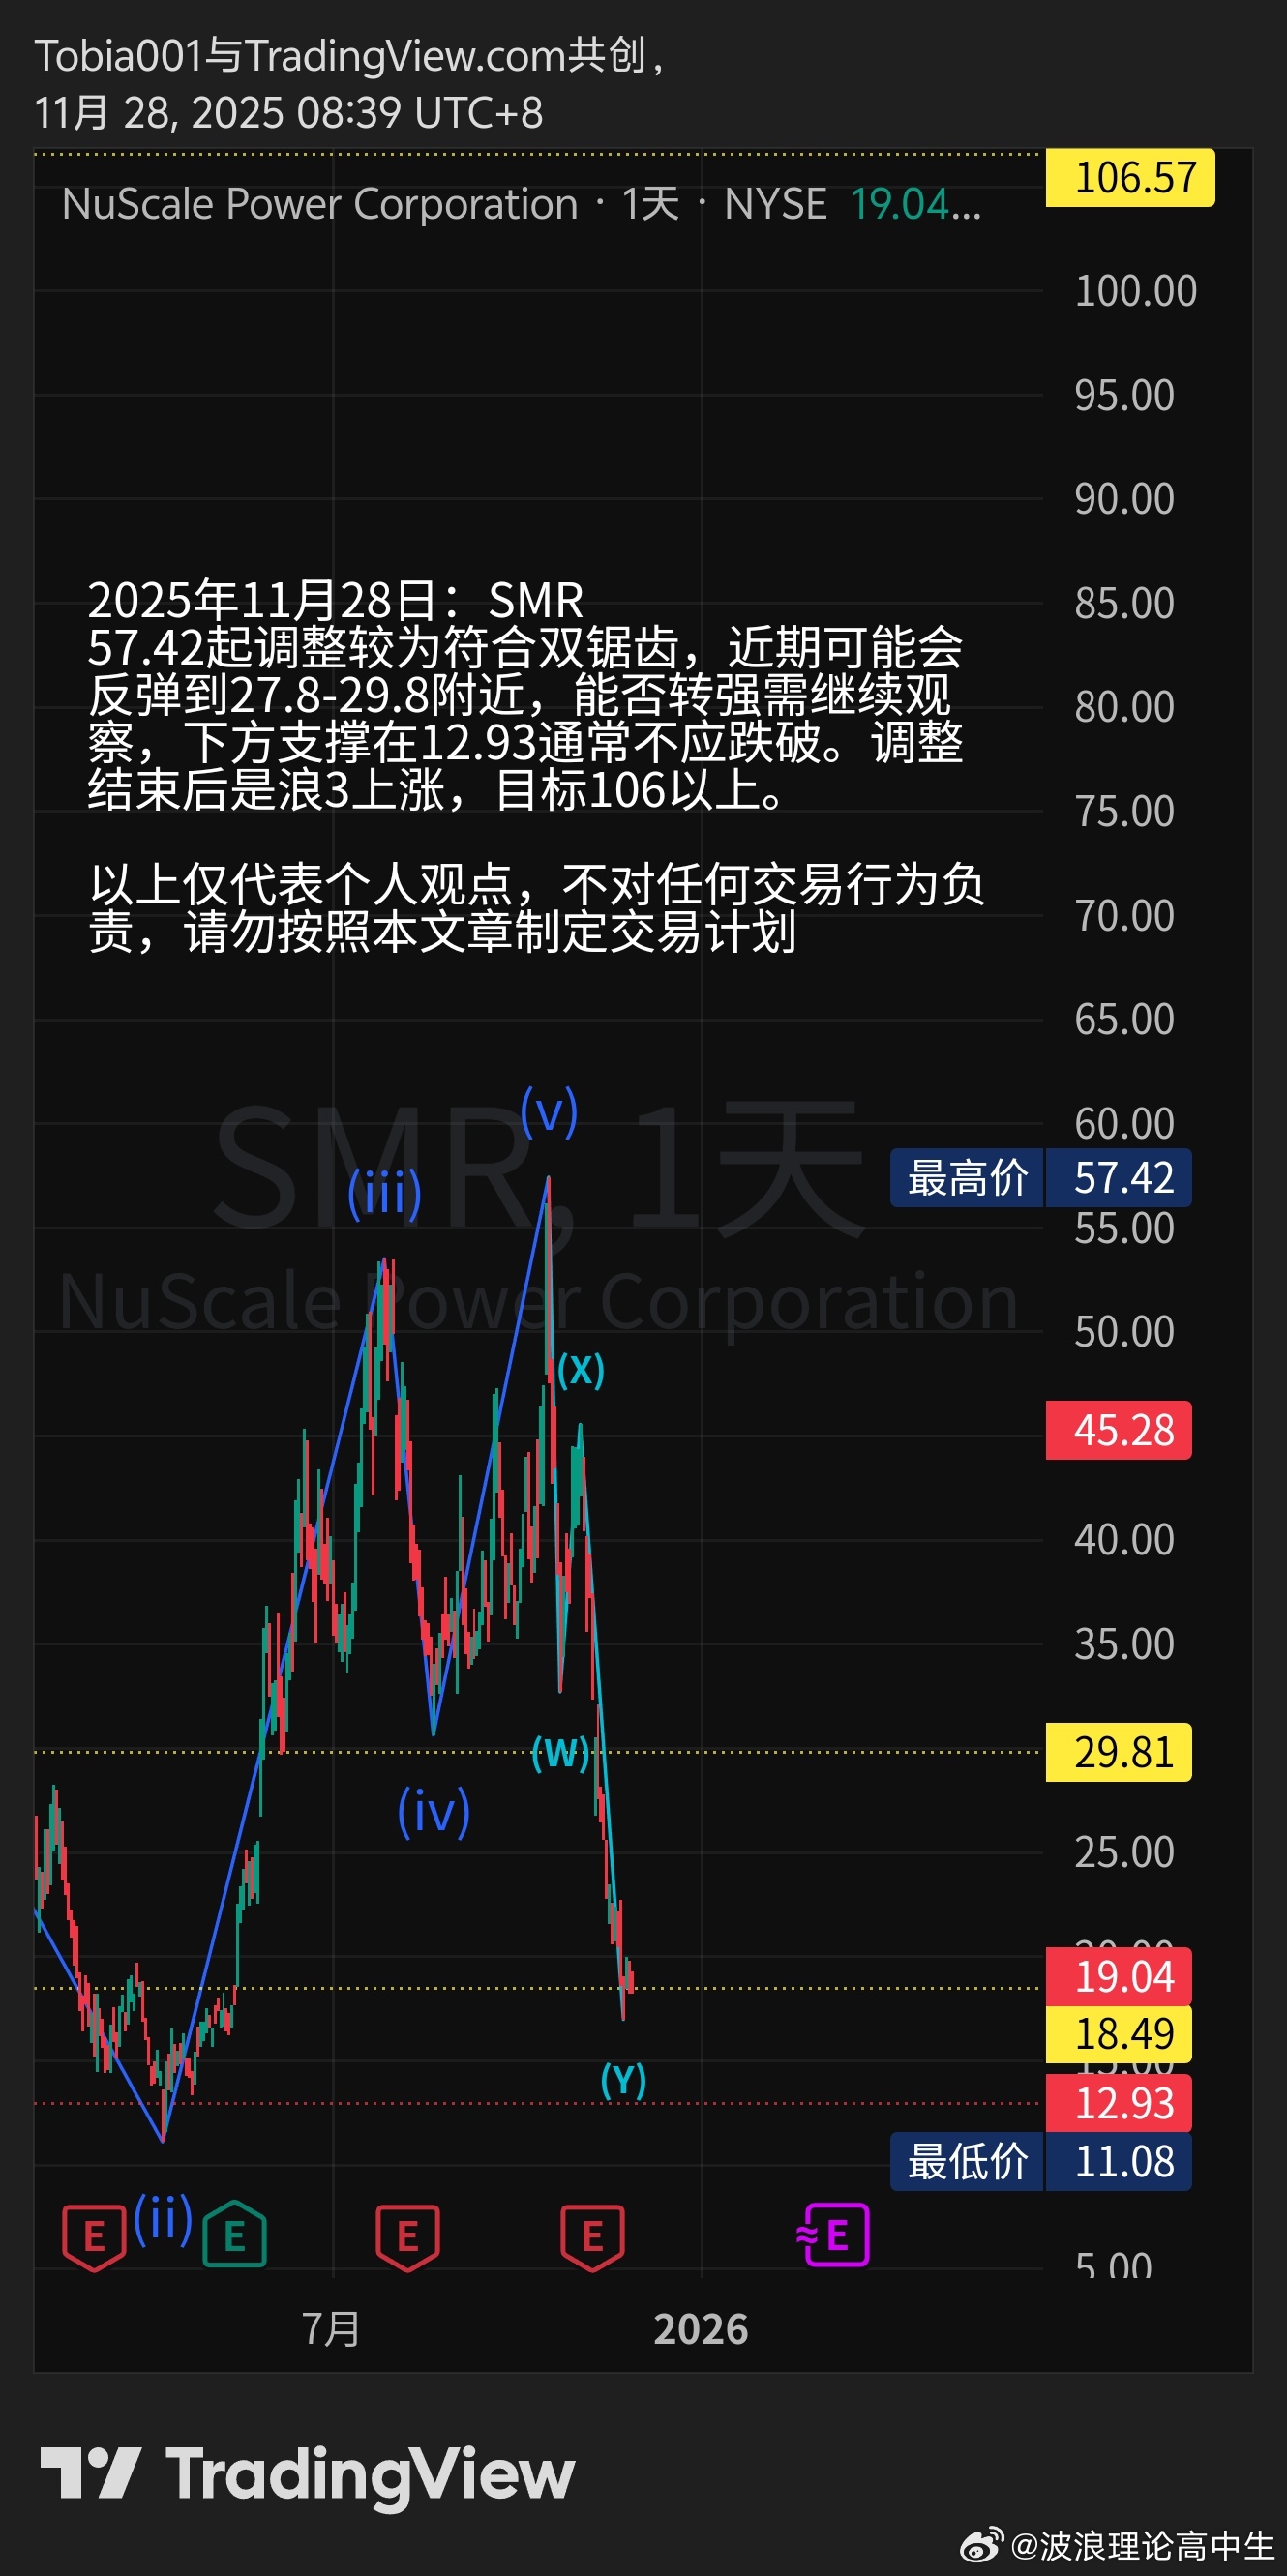 Tobia001与TradingView.com共创，
11月 28, 2025 08:39 UTC+8
106.57
NuScale Power Corporation · 1天 · NYSE 19.04...
100.00
95.00
90.00
2025年11月28日：SMR
85.00
57.42起调整较为符合双锯齿，近期可能会
反弹到27.8-29.8附近，能否转强需继续观
80.00
察，下方支撑在12.93通常不应跌破。调整
结束后是浪3上涨，目标106以上。
75.00
以上仅代表个人观点，不对任何交易行为负
70.00
责，请勿按照本文章制定交易计划
65.00
(v)
60.00
SMR, 1天
最高价 57.42
(iii)
55.00
NuScale Power Corporation
50.00
(X)
45.28
40.00
35.00
29.81
(W)
(iv)
25.00
19.04
18.49
(Y)
12.93
最低价 11.08
(ii)
E
E
E
E
≈E
5.00
7月
2026
TradingView
@波浪理论高中生